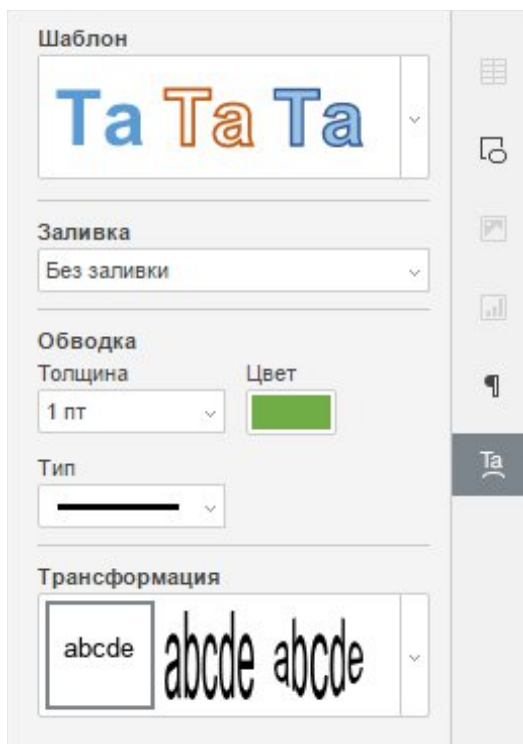 Шаблон
Ta Ta Ta
Заливка
Без заливки
Обводка
Толщина Цвет
1 пт
Тип
Трансформация
abcde abcde abcde
¶
Ta